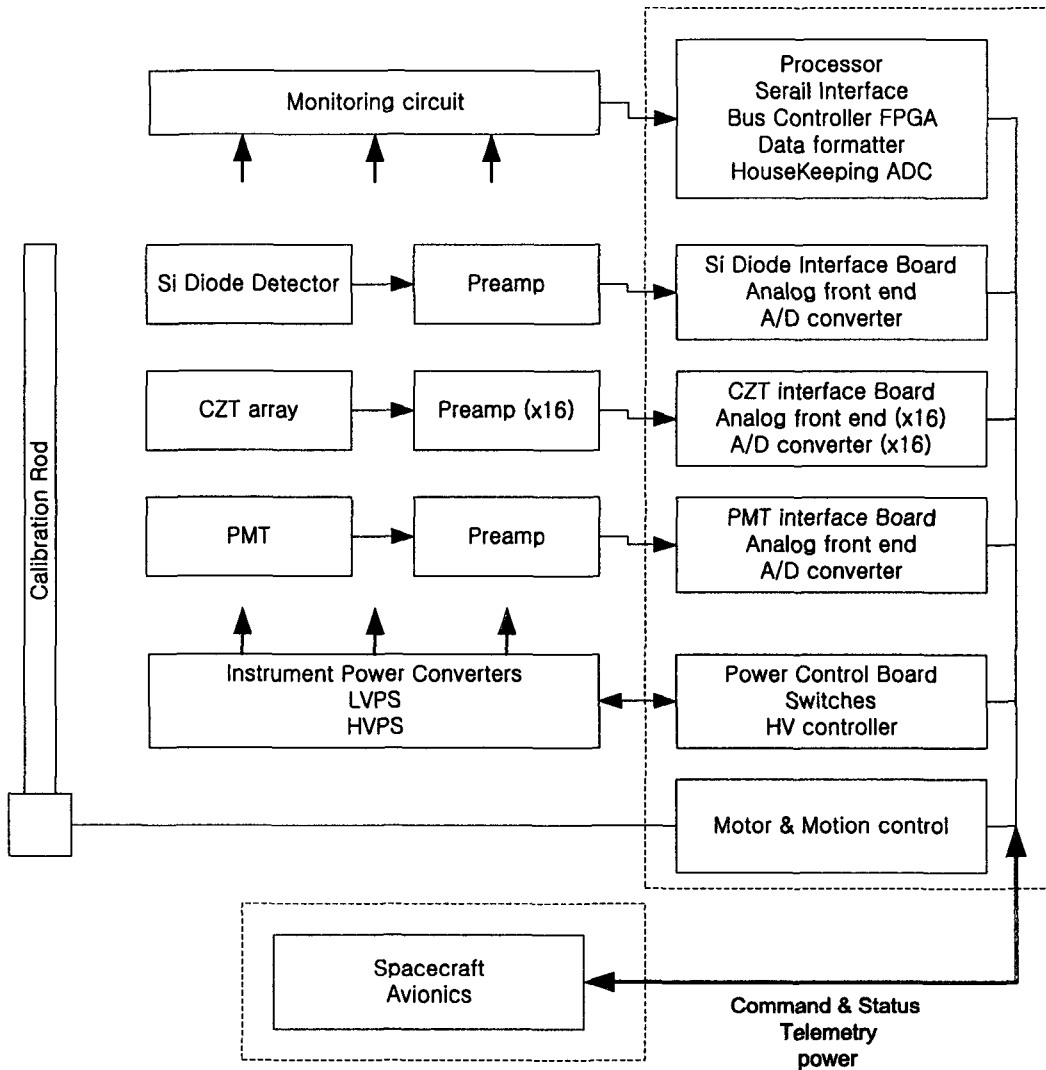 Monitoring circuit
Processor
Serail Interface
Bus Controller FPGA
Data formatter
HouseKeeping ADC
Calibration Rod
Si Diode Detector
Preamp
Si Diode Interface Board
Analog front end
A/D converter
CZT array
Preamp (x16)
CZT interface Board
Analog front end (x16)
A/D converter (x16)
PMT
Preamp
PMT interface Board
Analog front end
A/D converter
Instrument Power Converters
LVPS
HVPS
Power Control Board
Switches
HV controller
Motor & Motion control
Spacecraft
Avionics
Command & Status
Telemetry
power